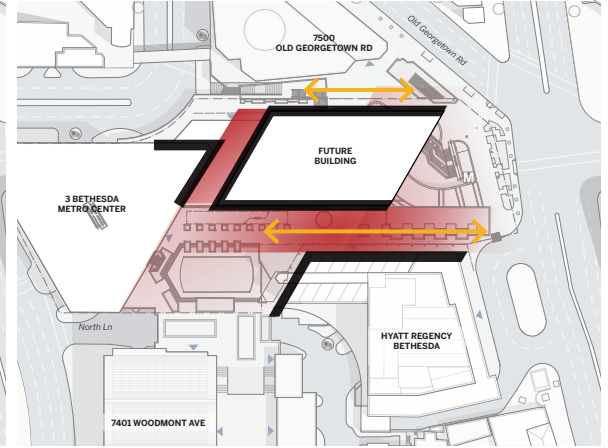 7500
OLD GEORGETOWN RD
Old Georgetown Rd
FUTURE
BUILDING
M
3 BETHESDA
METRO CENTER
North Ln
HYATT REGENCY
BETHESDA
7401 WOODMONT AVE